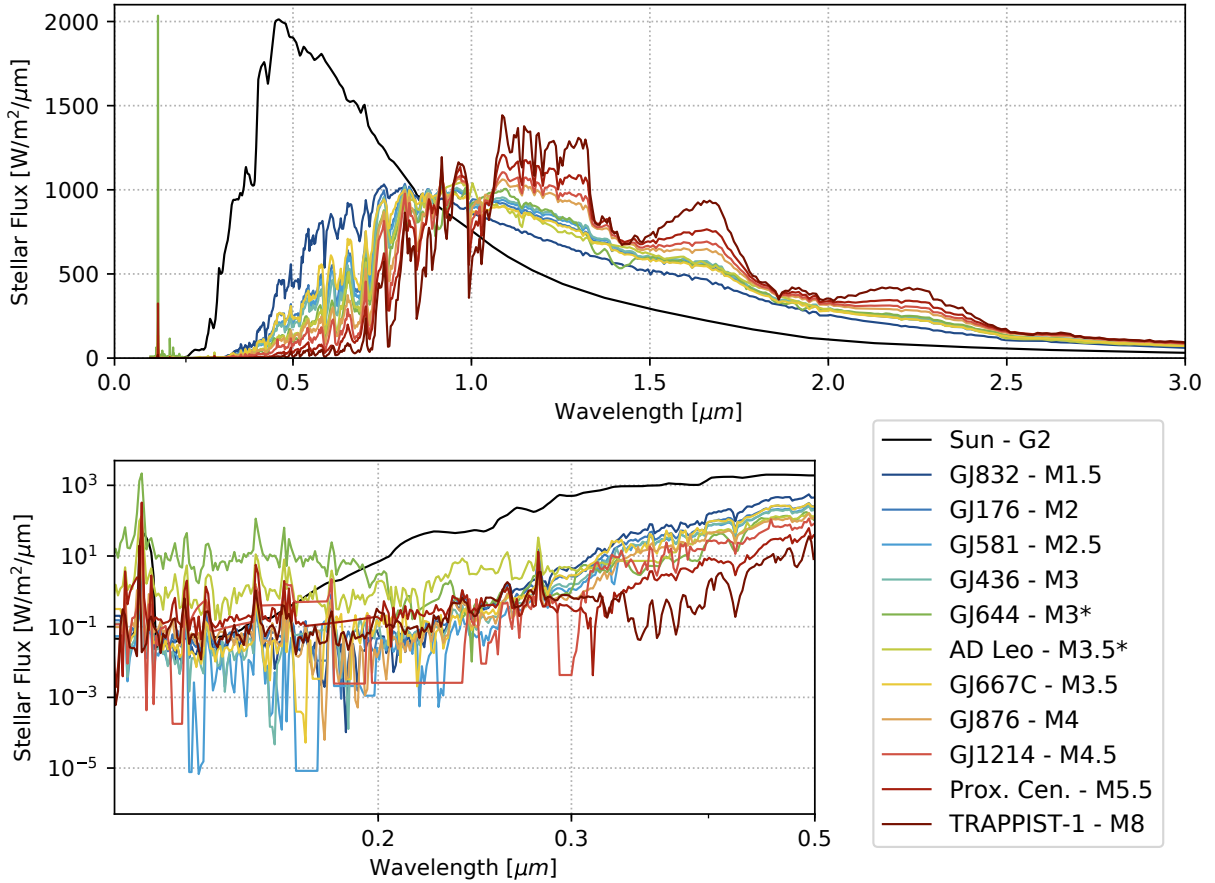 Stellar Flux [W/m²/μm]
2000
1500
1000
500
0
0.0 0.5 1.0 1.5 2.0 2.5 3.0
Wavelength [μm]
Stellar Flux [W/m²/μm]
10³
10¹
10⁻¹
10⁻³
10⁻⁵
0.2 0.3 0.5
Wavelength [μm]
Sun - G2
GJ832 - M1.5
GJ176 - M2
GJ581 - M2.5
GJ436 - M3
GJ644 - M3*
AD Leo - M3.5*
GJ667C - M3.5
GJ876 - M4
GJ1214 - M4.5
Prox. Cen. - M5.5
TRAPPIST-1 - M8